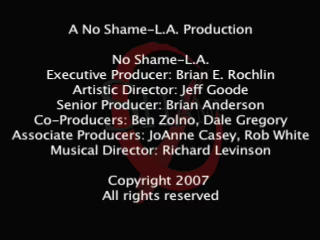 A No Shame-L.A. Production
No Shame-L.A.
Executive Producer: Brian E. Rochlin
Artistic Director: Jeff Goode
Senior Producer: Brian Anderson
Co-Producers: Ben Zolno, Dale Gregory
Associate Producers: JoAnne Casey, Rob White
Musical Director: Richard Levinson
Copyright 2007
All rights reserved